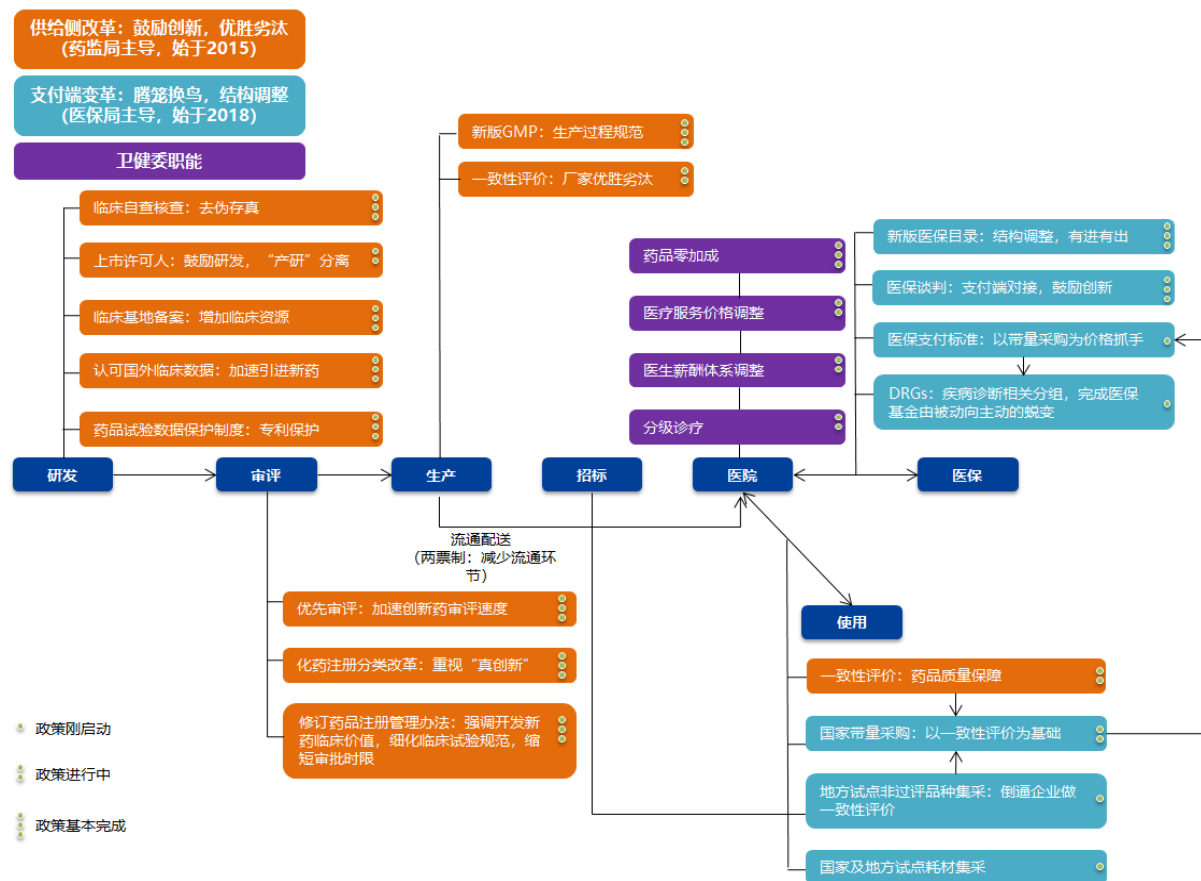 供给侧改革：鼓励创新，优胜劣汰
(药监局主导，始于2015)
支付端变革：腾笼换鸟，结构调整
(医保局主导，始于2018)
卫健委职能
新版GMP：生产过程规范
一致性评价：厂家优胜劣汰
临床自查核查：去伪存真
上市许可人：鼓励研发，“产研”分离
临床基地备案：增加临床资源
认可国外临床数据：加速引进新药
药品试验数据保护制度：专利保护
药品零加成
医疗服务价格调整
医生薪酬体系调整
分级诊疗
新版医保目录：结构调整，有进有出
医保谈判：支付端对接，鼓励创新
医保支付标准：以带量采购为价格抓手
DRGs：疾病诊断相关分组，完成医保
基金由被动向主动的蜕变
研发
审评
生产
招标
医院
医保
流通配送
（两票制：减少流通环
节）
优先审评：加速创新药审评速度
化药注册分类改革：重视“真创新”
修订药品注册管理办法：强调开发新
药临床价值，细化临床试验规范，缩
短审批时限
使用
一致性评价：药品质量保障
国家带量采购：以一致性评价为基础
地方试点非过评品种集采：倒逼企业做
一致性评价
国家及地方试点耗材集采
政策刚启动
政策进行中
政策基本完成